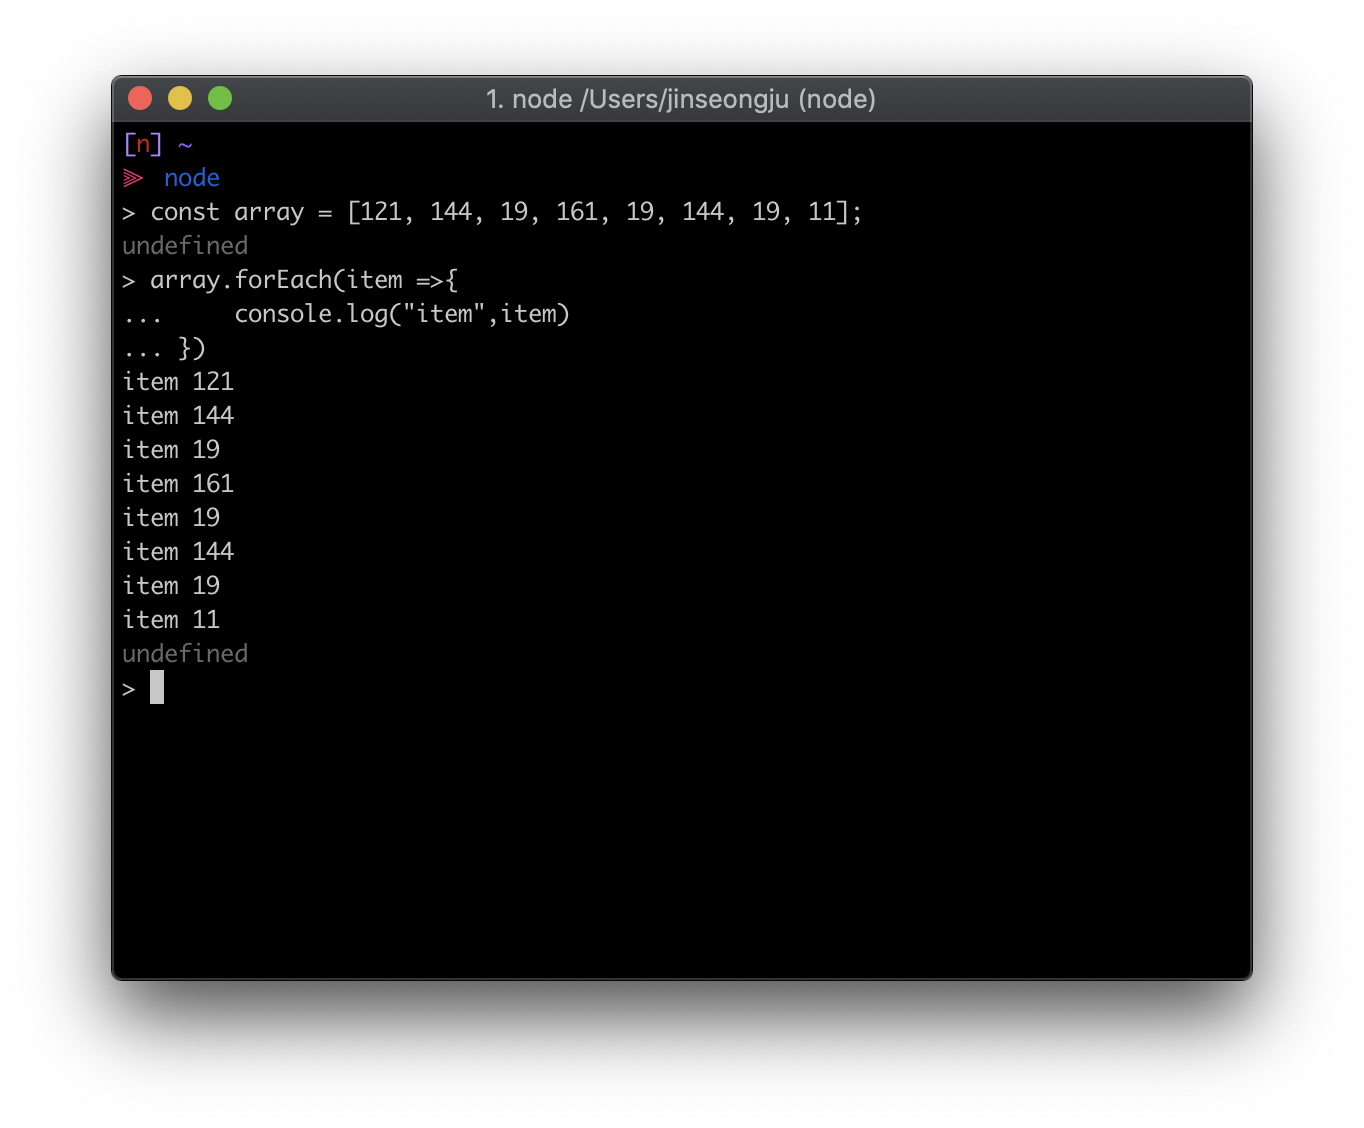 1. node /Users/jinseongju (node)
[n] ~
node
> const array = [121, 144, 19, 161, 19, 144, 19, 11];
undefined
> array.forEach(item =>{
...     console.log("item",item)
... })
item 121
item 144
item 19
item 161
item 19
item 144
item 19
item 11
undefined
>